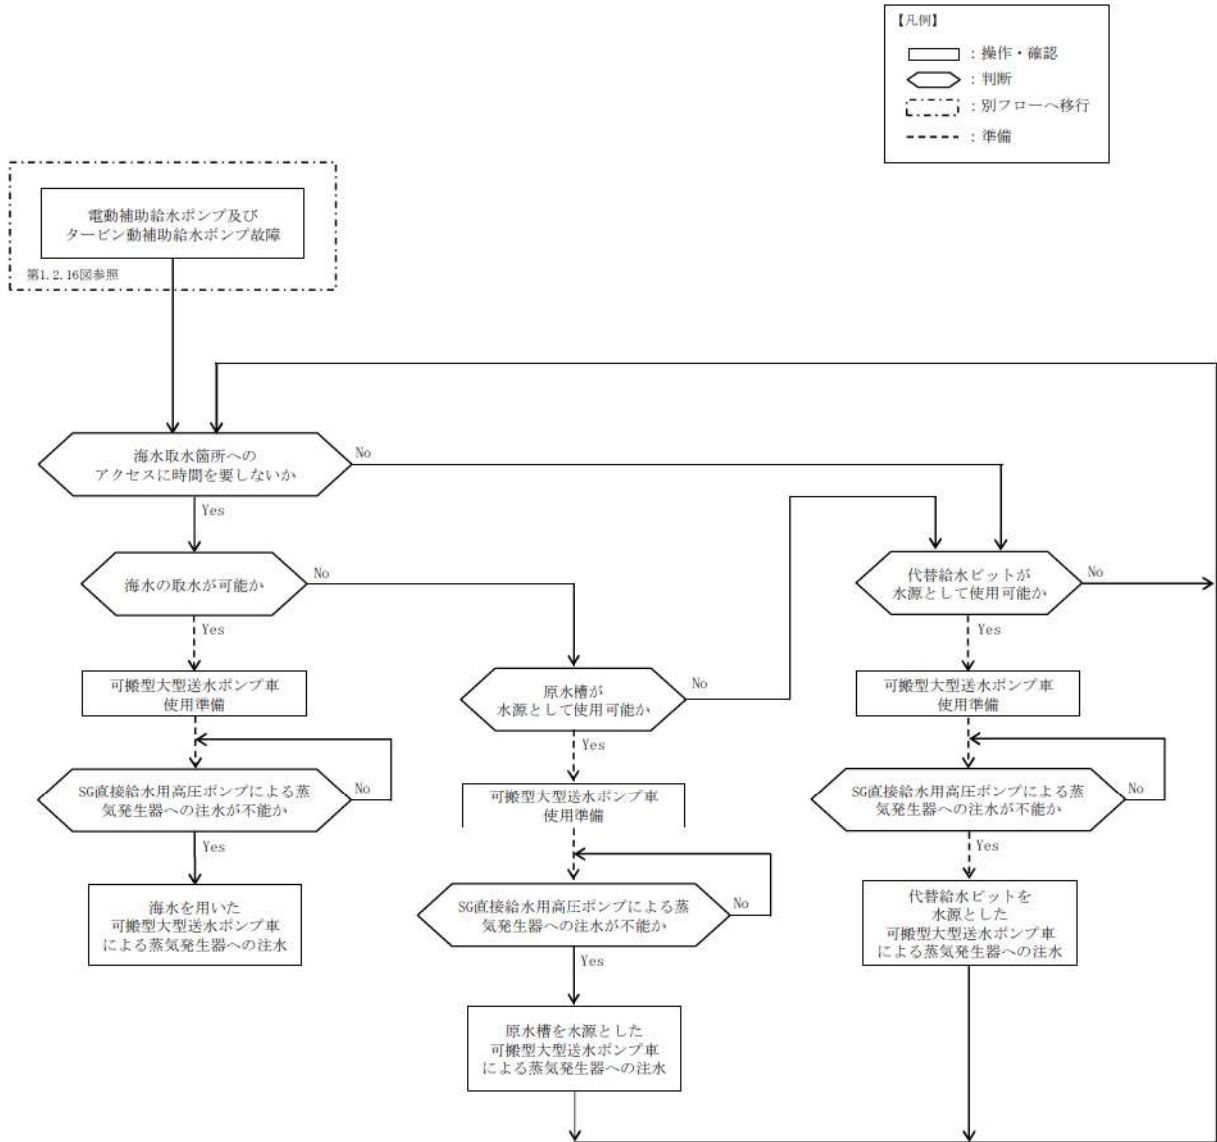 【凡例】
：操作・確認
：判断
：別フローへ移行
：準備
電動補助給水ポンプ及び
タービン動補助給水ポンプ故障
第1.2.16図参照
海水取水箇所への
アクセスに時間を要しないか
No
Yes
海水の取水が可能か
No
Yes
可搬型大型送水ポンプ車
使用準備
SG直接給水用高圧ポンプによる蒸
気発生器への注水が不能か
No
Yes
海水を用いた
可搬型大型送水ポンプ車
による蒸気発生器への注水
原水槽が
水源として使用可能か
No
Yes
可搬型大型送水ポンプ車
使用準備
SG直接給水用高圧ポンプによる蒸
気発生器への注水が不能か
No
Yes
原水槽を水源とした
可搬型大型送水ポンプ車
による蒸気発生器への注水
代替給水ピットが
水源として使用可能か
No
Yes
可搬型大型送水ポンプ車
使用準備
SG直接給水用高圧ポンプによる蒸
気発生器への注水が不能か
No
Yes
代替給水ピットを
水源とした
可搬型大型送水ポンプ車
による蒸気発生器への注水